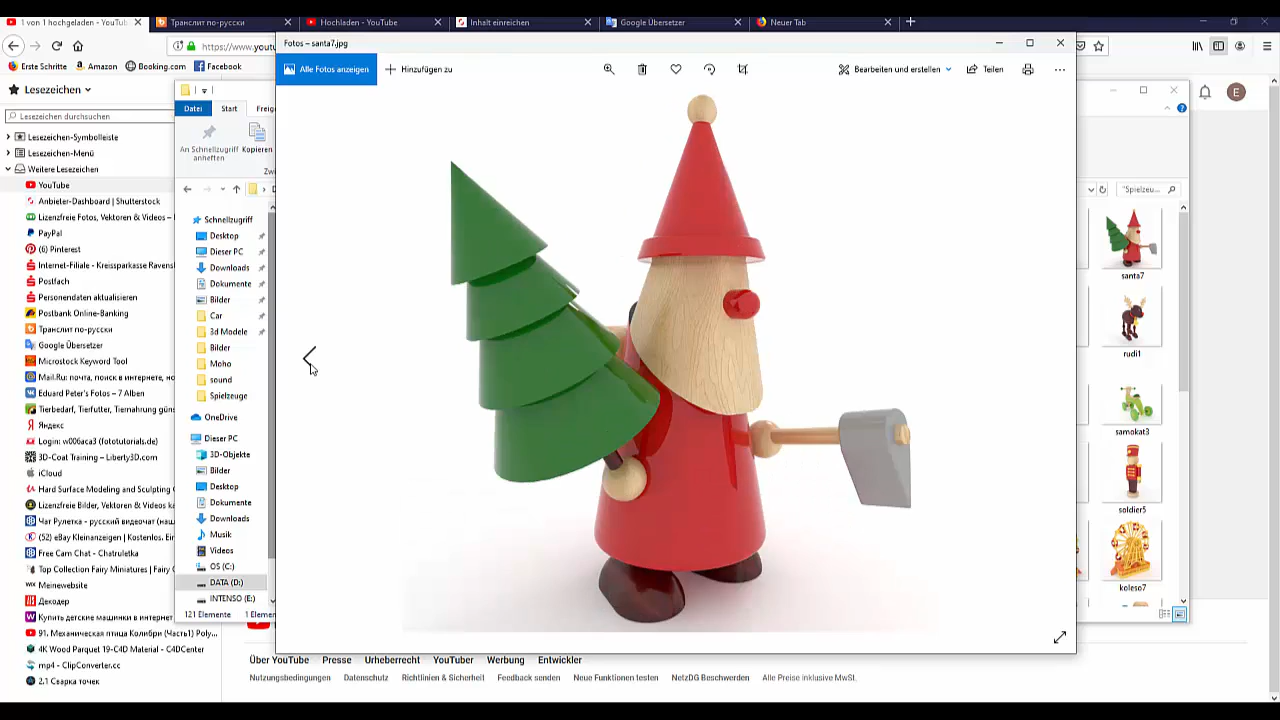 1 von 1 hochgeladen - YouTub
Транслит по-русски
Hochladen - YouTube
Inhalt einreichen
Google Übersetzer
Neuer Tab
https://www.youtu
Erste Schritte
Amazon
Booking.com
Facebook
Fotos – santa7.jpg
Alle Fotos anzeigen
Hinzufügen zu
Bearbeiten und erstellen
Teilen
Lesezeichen
Lesezeichen durchsuchen
Lesezeichen-Symbolleiste
Lesezeichen-Menü
Weitere Lesezeichen
YouTube
Anbieter-Dashboard | Shutterstock
Lizenzfreie Fotos, Vektoren & Videos –
PayPal
(6) Pinterest
Internet-Filiale - Kreissparkasse Ravens
Postfach
Personendaten aktualisieren
Postbank Online-Banking
Транслит по-русски
Google Übersetzer
Microstock Keyword Tool
Mail.Ru: почта, поиск в интернете, но
Eduard Peter's Fotos – 7 Alben
Tierbedarf, Tierfutter, Tiernahrung güns
Яндекс
Login: w006aca3 (fototutorials.de)
3D-Coat Training – Liberty3D.com
iCloud
Hard Surface Modeling and Sculpting C
Lizenzfreie Bilder, Vektoren & Videos ka
Чат Рулетка - русский видеочат (наш
(52) eBay Kleinanzeigen | Kostenlos, Ein
Free Cam Chat - Chatruletka
Top Collection Fairy Miniatures | Fairy G
Meinewebsite
Декодер
Купить детские машинки в интернет
91. Механическая птица Колибри (Часть1) Poly...
4K Wood Parquet 19-C4D Material - C4DCenter
mp4 - ClipConverter.cc
2.1 Сварка точек
Datei
Start
Freig
An Schnellzugriff
anheften
Kopieren
Zwi
"Spielzeu...
Schnellzugriff
Desktop
Dieser PC
Downloads
Dokumente
Bilder
Car
3d Modele
Bilder
Moho
sound
Spielzeuge
OneDrive
Dieser PC
3D-Objekte
Bilder
Desktop
Dokumente
Downloads
Musik
Videos
OS (C:)
DATA (D:)
INTENSO (E:)
121 Elemente
1 Elemen
santa7
rudi1
samokat3
soldier5
koleso7
E
Über YouTube
Presse
Urheberrecht
YouTuber
Werbung
Entwickler
Nutzungsbedingungen
Datenschutz
Richtlinien & Sicherheit
Feedback senden
Neue Funktionen testen
NetzDG Beschwerden
Alle Preise inklusive MwSt.